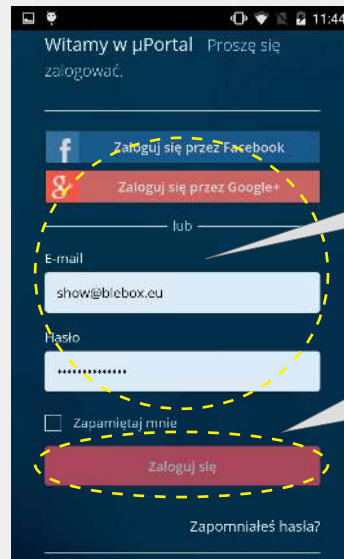 11:44
Witamy w µPortal Proszę się
zalogować.
f Zaloguj się przez Facebook
g+ Zaloguj się przez Google+
lub
E-mail
show@blebox.eu
Hasło
••••••••••••••
Zapamiętaj mnie
Zaloguj się
Zapomniałeś hasła?